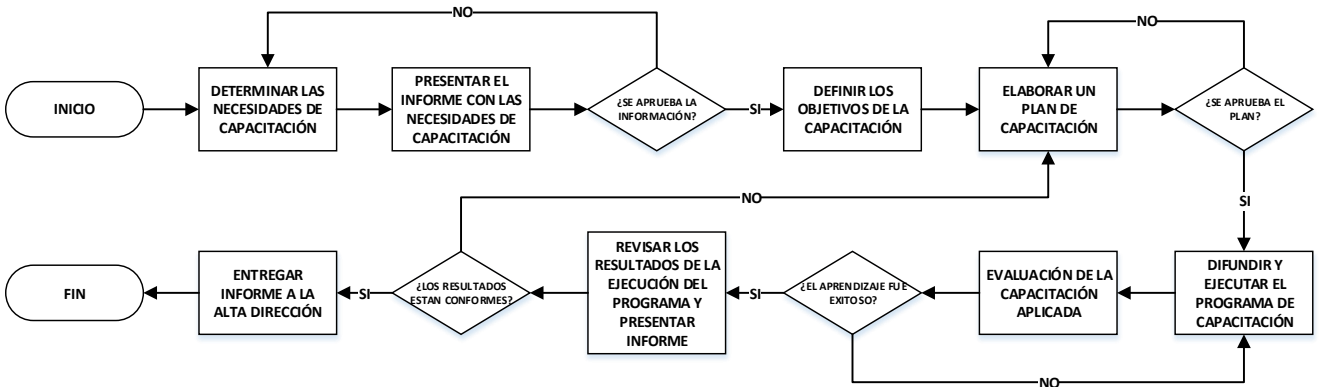 NO
NO
INICIO
DETERMINAR LAS
NECESIDADES DE
CAPACITACIÓN
PRESENTAR EL
INFORME CON LAS
NECESIDADES DE
CAPACITACIÓN
¿SE APRUEBA LA
INFORMACIÓN?
SI
DEFINIR LOS
OBJETIVOS DE LA
CAPACITACIÓN
ELABORAR UN
PLAN DE
CAPACITACIÓN
¿SE APRUEBA EL
PLAN?
NO
SI
FIN
ENTREGAR
INFORME A LA
ALTA DIRECCIÓN
SI
¿LOS RESULTADOS
ESTAN CONFORMES?
REVISAR LOS
RESULTADOS DE LA
EJECUCIÓN DEL
PROGRAMA Y
PRESENTAR
INFORME
SI
¿EL APRENDIZAJE FUE
EXITOSO?
EVALUACIÓN DE LA
CAPACITACIÓN
APLICADA
DIFUNDIR Y
EJECUTAR EL
PROGRAMA DE
CAPACITACIÓN
NO